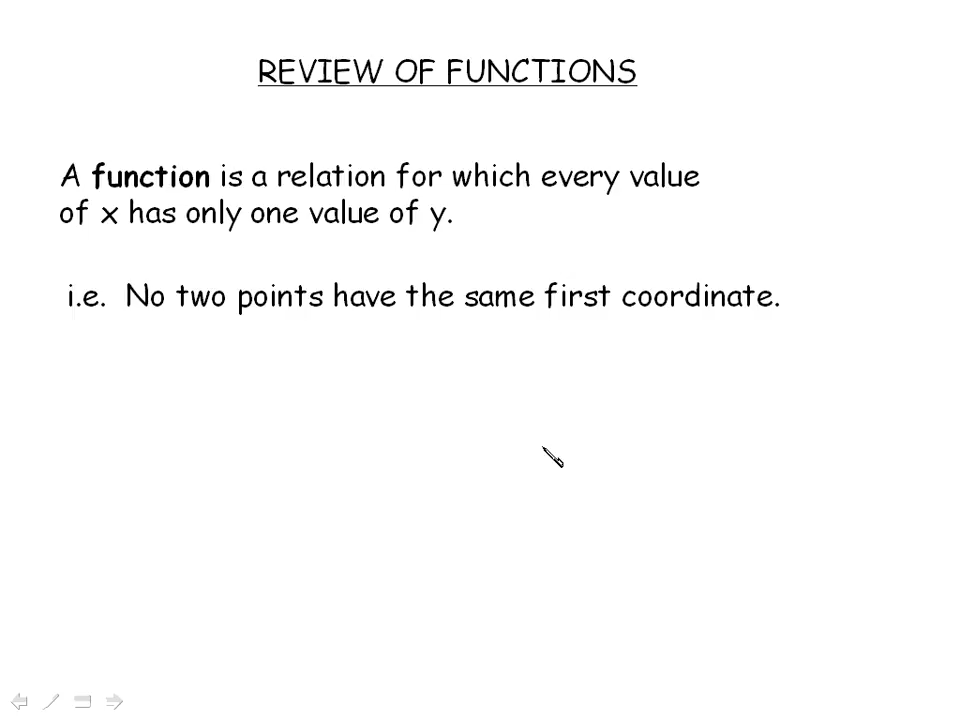 REVIEW OF FUNCTIONS
A function is a relation for which every value
of x has only one value of y.
i.e. No two points have the same first coordinate.